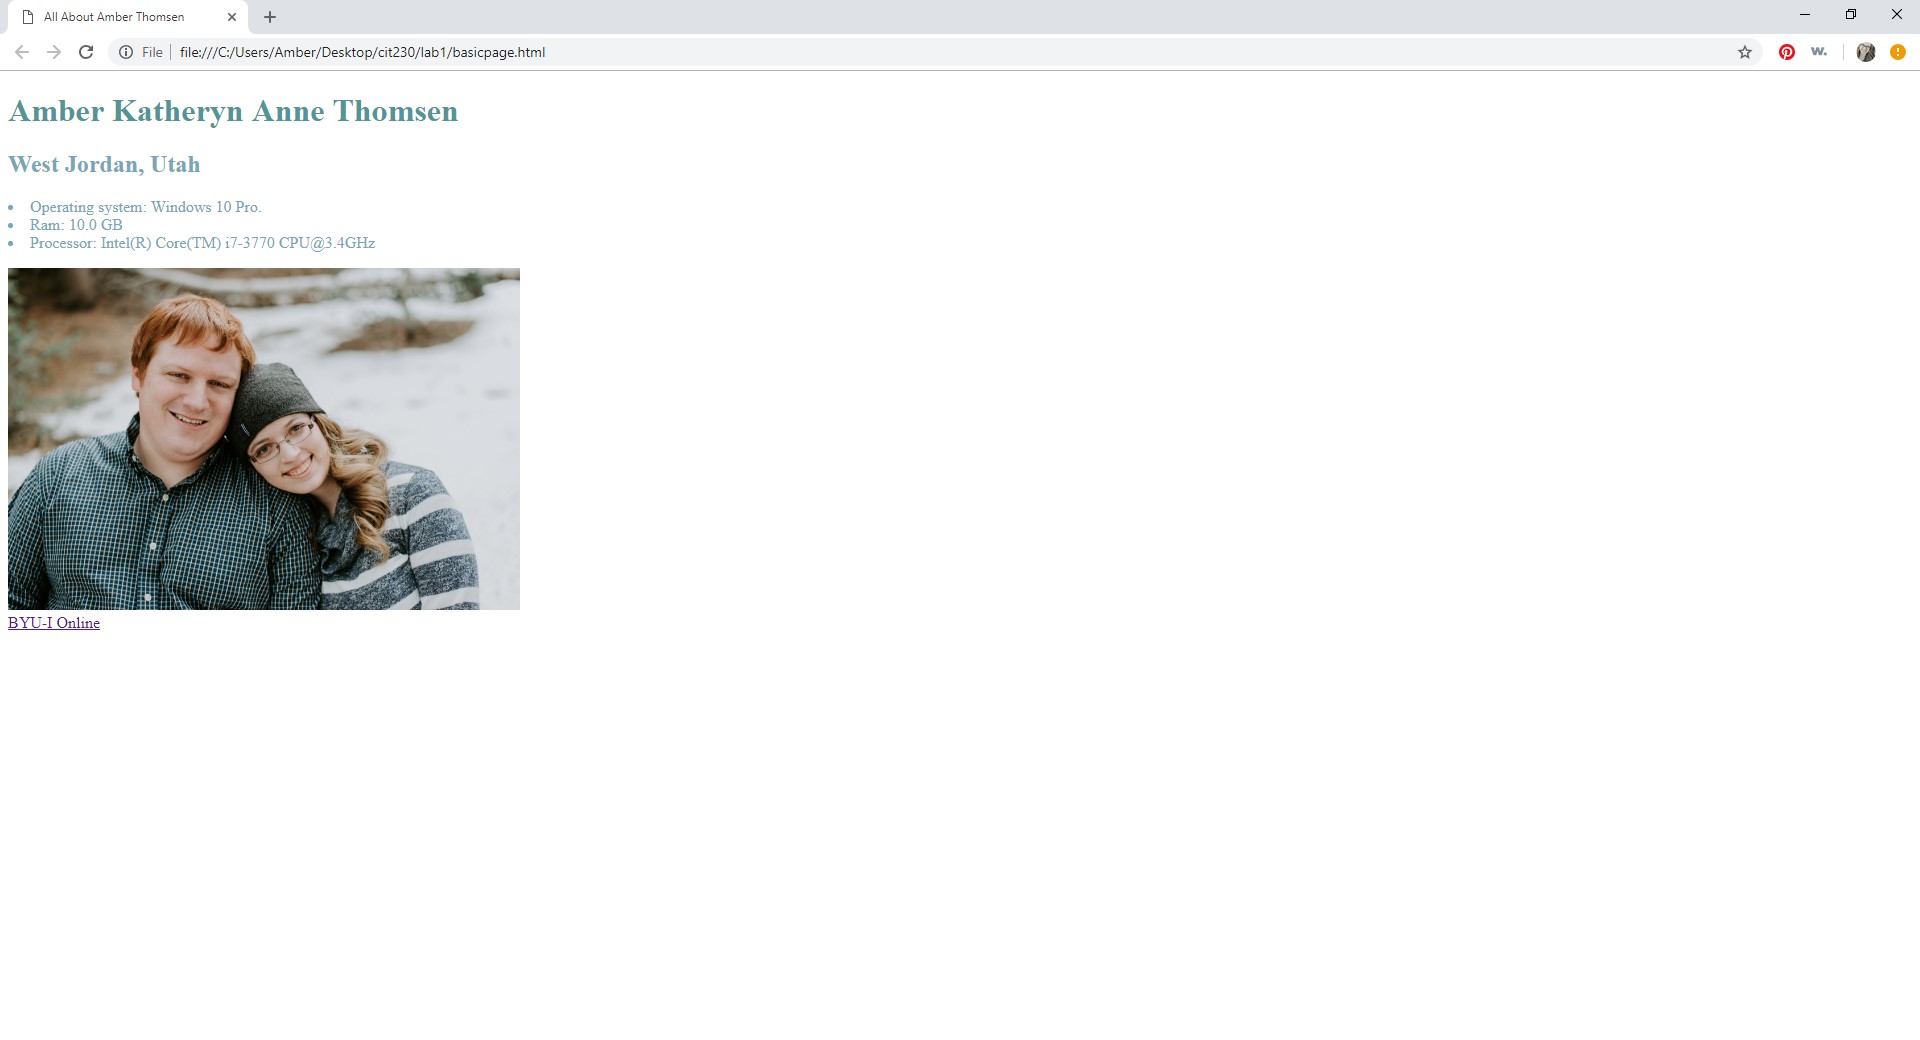 All About Amber Thomsen
File file:///C:/Users/Amber/Desktop/cit230/lab1/basicpage.html
w.
Amber Katheryn Anne Thomsen
West Jordan, Utah
Operating system: Windows 10 Pro.
Ram: 10.0 GB
Processor: Intel(R) Core(TM) i7-3770 CPU@3.4GHz
BYU-I Online